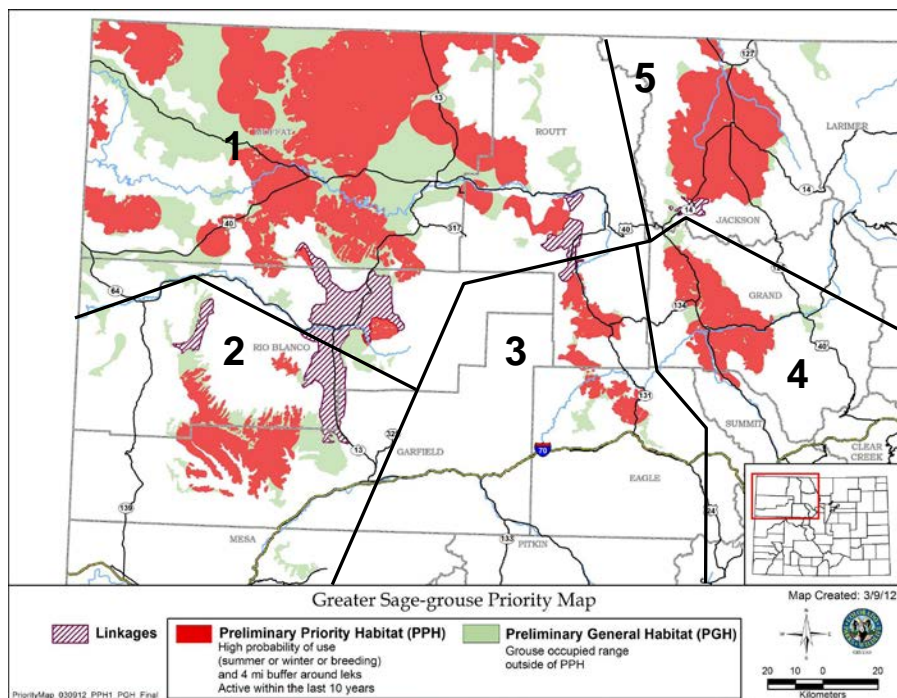 5
127
13
MOFFAT
ROUTT
LARIMER
1
14
14
JACKSON
40
317
40
64
GRAND
134
2
RIO BLANCO
3
40
4
131
SUMMIT
13
GARFIELD
70
CLEAR
CREEK
EAGLE
139
24
MESA
133
PITKIN
Greater Sage-grouse Priority Map
Map Created: 3/9/12
Linkages
Preliminary Priority Habitat (PPH)
High probability of use
(summer or winter or breeding)
and 4 mi buffer around leks
Active within the last 10 years
Preliminary General Habitat (PGH)
Grouse occupied range
outside of PPH
20 10 0 20
Kilometers
PriorityMap_030912_PPH1_PGH_Final